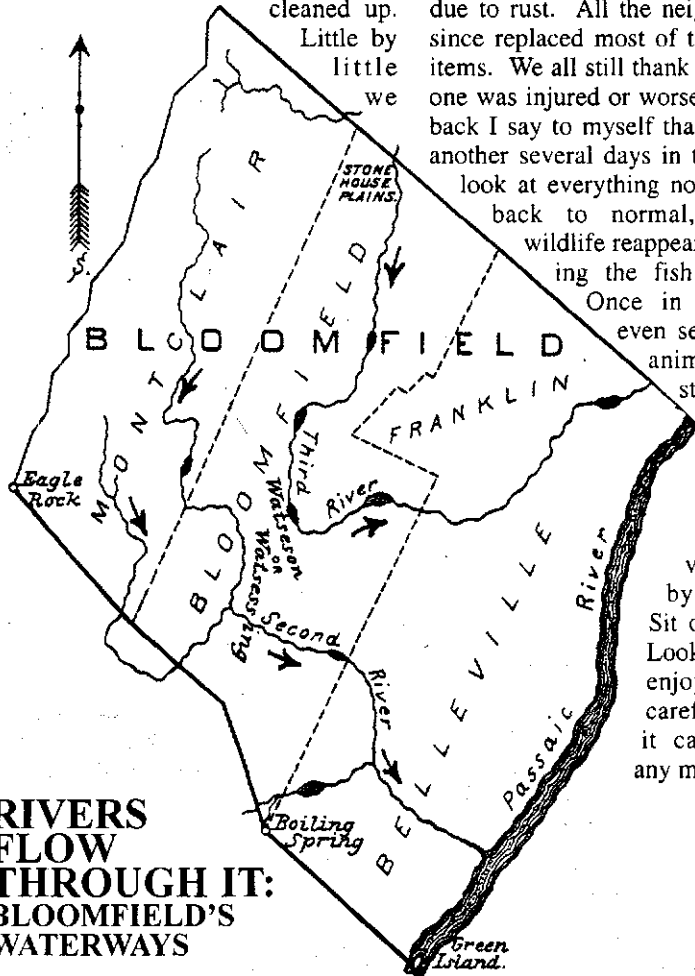 cleaned up.
Little by
little
we
due to rust. All the nei
since replaced most of t
items. We all still thank
one was injured or worse
back I say to myself tha
another several days in t
look at everything no
back to normal,
wildlife reappea
ing the fish
Once in
even se
anim
st
v
by
Sit o
Look
enjo
caref
it ca
any m
S.
STONE
HOUSE
PLAINS.
BLOOMFIELD
MONTCLAIR
BLOOMFIELD
FRANKLIN
BELLEVILLE
Eagle
Rock
Third
River
Watseson
OR
Watsessing
Second
River
Passaic
River
Boiling
Spring
Green
Island.
RIVERS
FLOW
THROUGH IT:
BLOOMFIELD'S
WATERWAYS